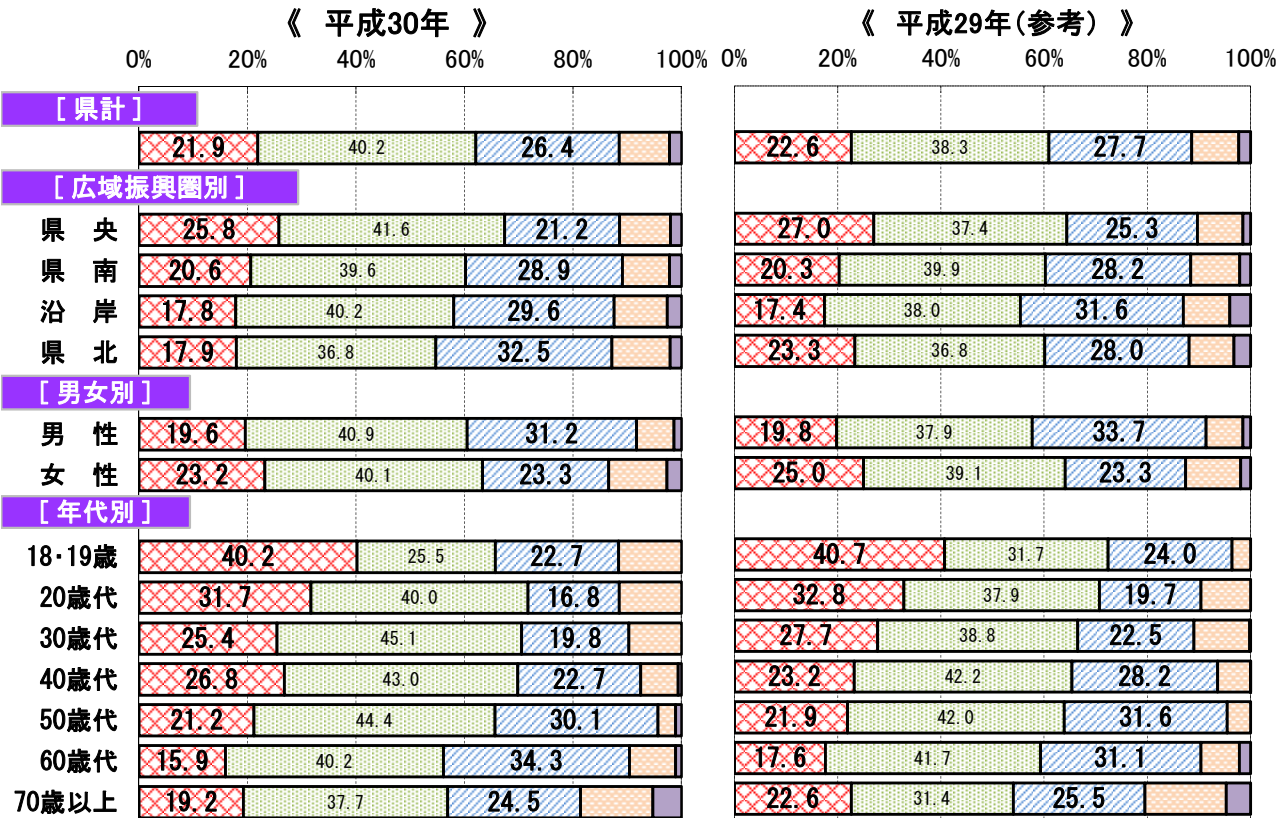 《 平成30年 》 《 平成29年(参考) 》
0% 20% 40% 60% 80% 100% 0% 20% 40% 60% 80% 100%
[ 県計 ]
21.9 40.2 26.4 22.6 38.3 27.7
[ 広域振興圏別 ]
県 央 25.8 41.6 21.2 27.0 37.4 25.3
県 南 20.6 39.6 28.9 20.3 39.9 28.2
沿 岸 17.8 40.2 29.6 17.4 38.0 31.6
県 北 17.9 36.8 32.5 23.3 36.8 28.0
[ 男女別 ]
男 性 19.6 40.9 31.2 19.8 37.9 33.7
女 性 23.2 40.1 23.3 25.0 39.1 23.3
[ 年代別 ]
18・19歳 40.2 25.5 22.7 40.7 31.7 24.0
20歳代 31.7 40.0 16.8 32.8 37.9 19.7
30歳代 25.4 45.1 19.8 27.7 38.8 22.5
40歳代 26.8 43.0 22.7 23.2 42.2 28.2
50歳代 21.2 44.4 30.1 21.9 42.0 31.6
60歳代 15.9 40.2 34.3 17.6 41.7 31.1
70歳以上 19.2 37.7 24.5 22.6 31.4 25.5